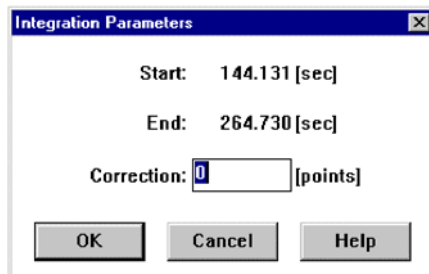 Integration Parameters
Start: 144.131 [sec]
End: 264.730 [sec]
Correction: 0 [points]
OK Cancel Help